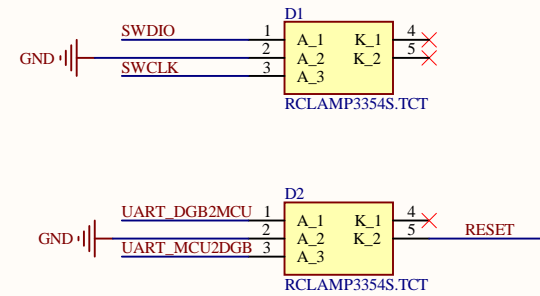 D1
SWDIO 1 A_1 K_1 4
GND 2 A_2 K_2 5
SWCLK 3 A_3
RCLAMP3354S.TCT
D2
UART_DGB2MCU 1 A_1 K_1 4
GND 2 A_2 K_2 5 RESET
UART_MCU2DGB 3 A_3
RCLAMP3354S.TCT